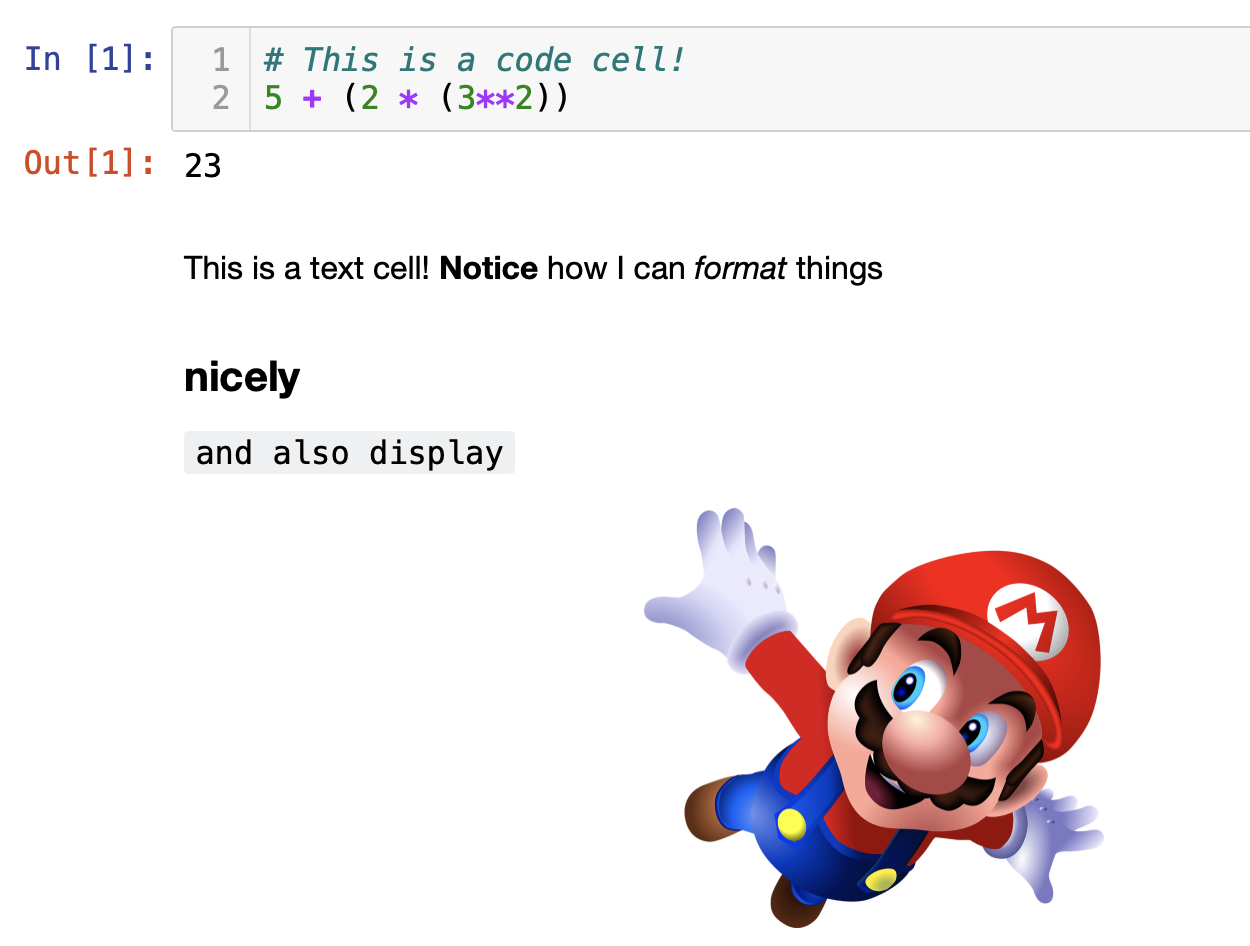 In [1]:
1 # This is a code cell!
2 5 + (2 * (3**2))
Out[1]: 23
This is a text cell! Notice how I can format things
nicely
and also display
M